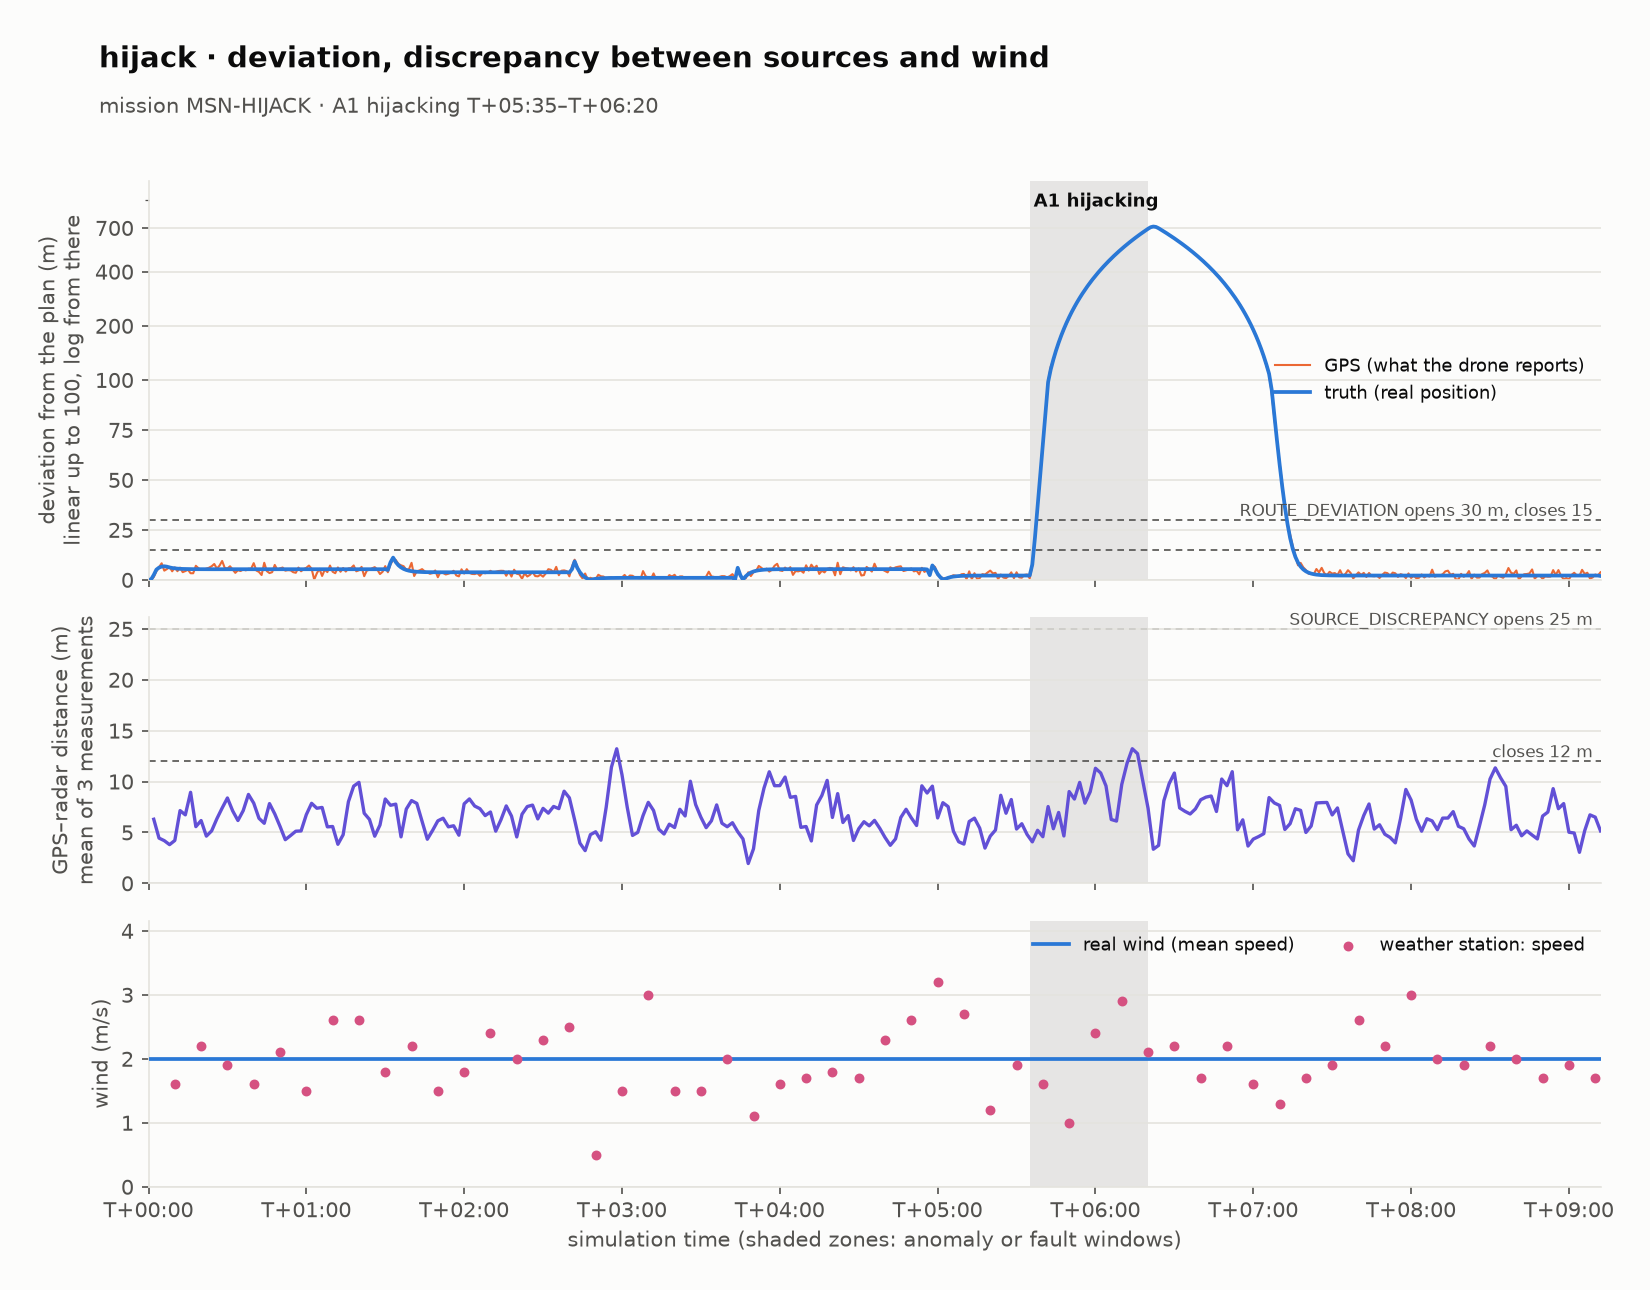 hijack · deviation, discrepancy between sources and wind
mission MSN-HIJACK · A1 hijacking T+05:35–T+06:20
deviation from the plan (m)
linear up to 100, log from there
700
400
200
100
75
50
25
0
A1 hijacking
GPS (what the drone reports)
truth (real position)
ROUTE_DEVIATION opens 30 m, closes 15
GPS–radar distance (m)
mean of 3 measurements
25
20
15
10
5
0
SOURCE_DISCREPANCY opens 25 m
closes 12 m
wind (m/s)
4
3
2
1
0
real wind (mean speed)
weather station: speed
T+00:00
T+01:00
T+02:00
T+03:00
T+04:00
T+05:00
T+06:00
T+07:00
T+08:00
T+09:00
simulation time (shaded zones: anomaly or fault windows)